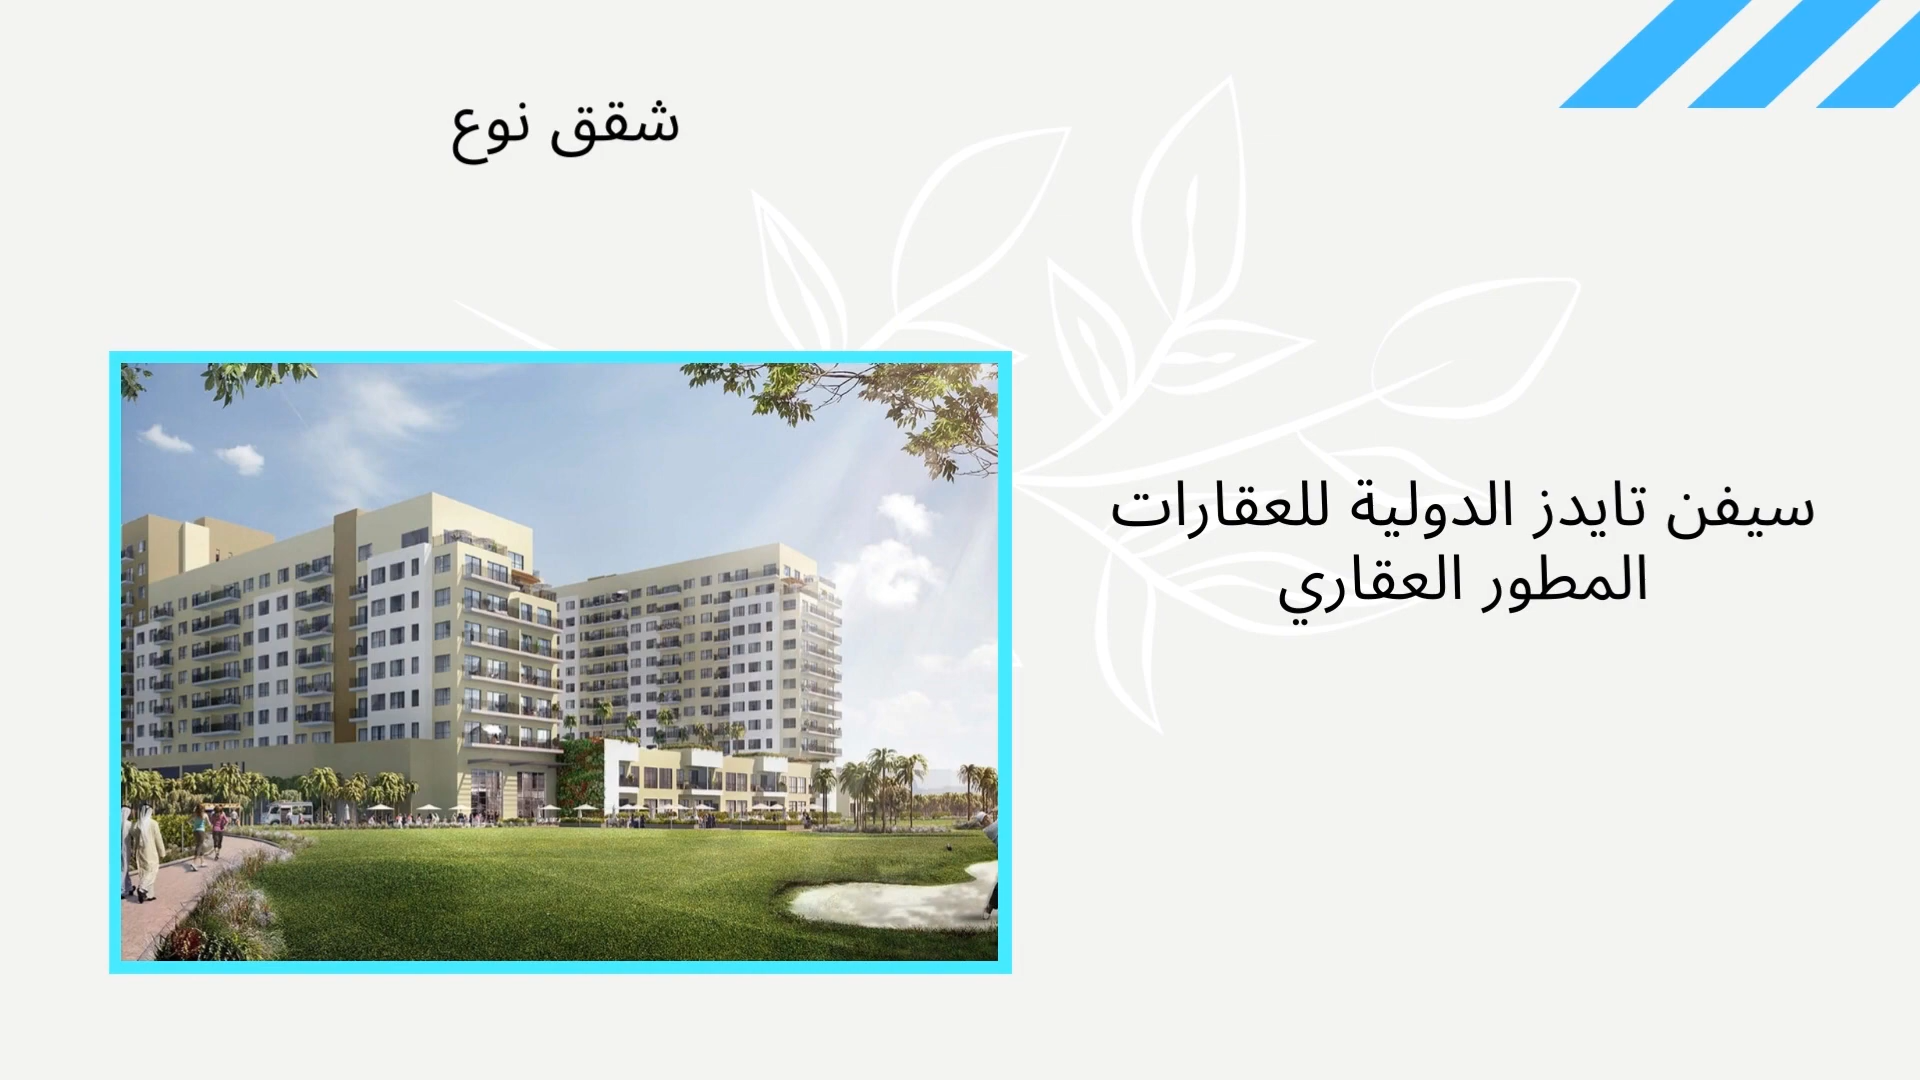 شقق نوع
سيفن تايدز الدولية للعقارات
المطور العقاري